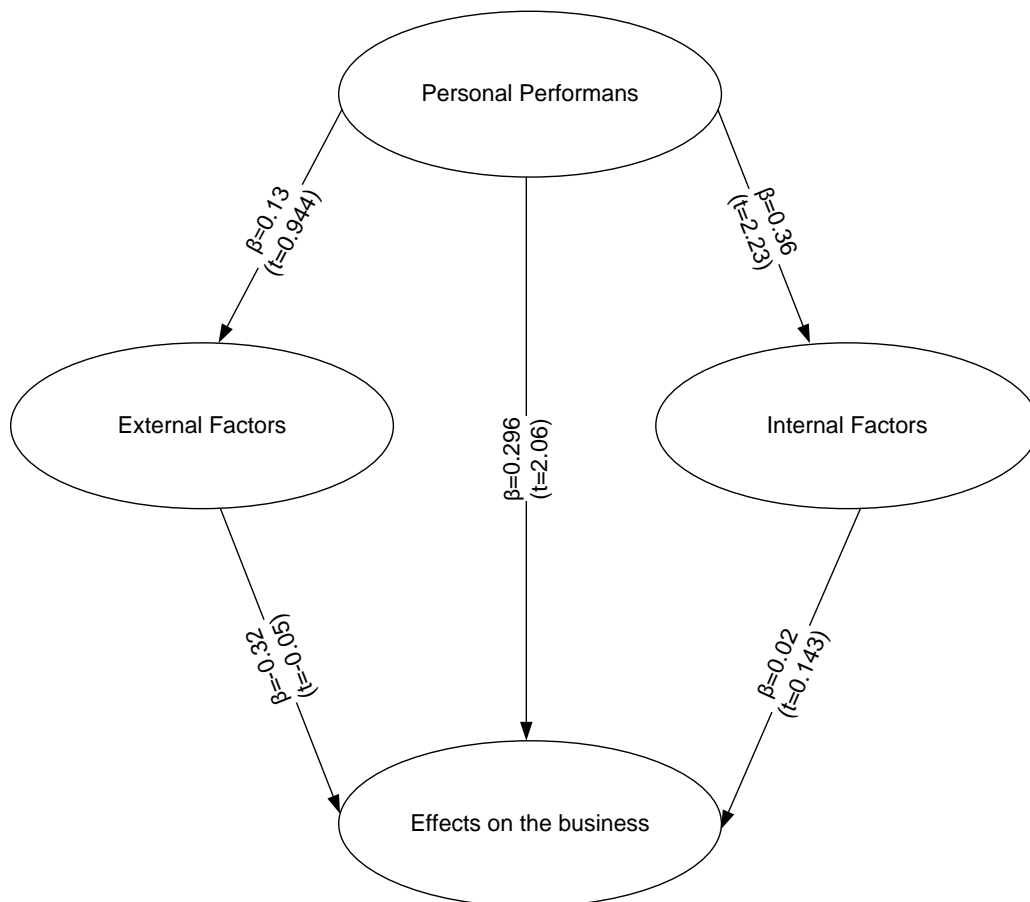 Personal Performans
β=0.13
(t=0.944)
β=0.36
(t=2.23)
External Factors
β=0.296
(t=2.06)
Internal Factors
β=-0.32
(t=-0.05)
β=0.02
(t=0.143)
Effects on the business